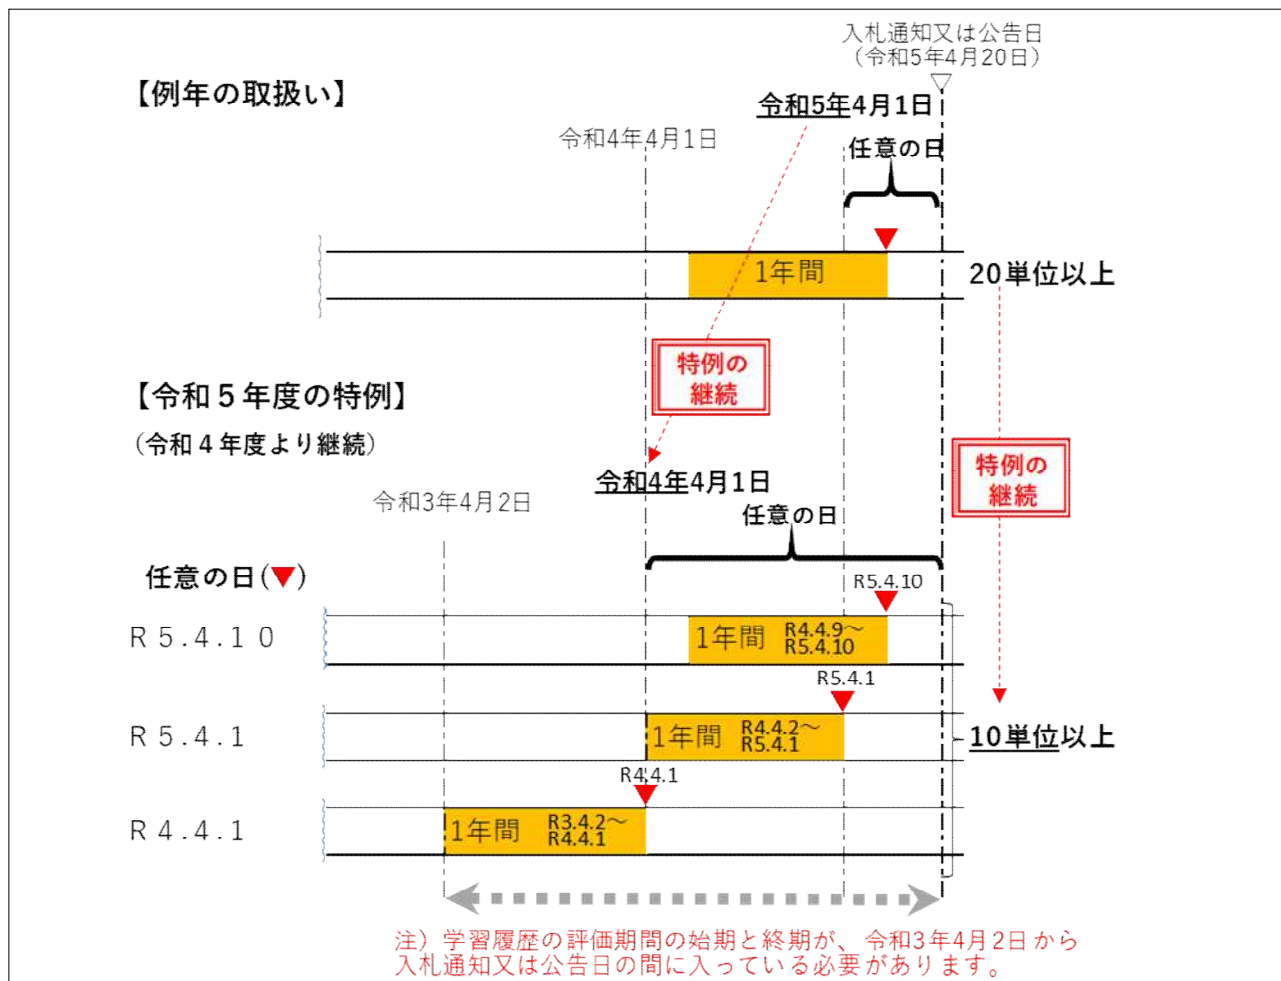 入札通知又は公告日
（令和5年4月20日）
【例年の取扱い】
令和5年4月1日
令和4年4月1日
任意の日
1年間
20単位以上
特例の
継続
【令和５年度の特例】
（令和４年度より継続）
令和4年4月1日
令和3年4月2日
特例の
継続
任意の日
任意の日(▼)
R5.4.10
Ｒ５.４.１０
1年間 R4.4.9～
R5.4.10
R5.4.1
Ｒ５.４.１
1年間 R4.4.2～
R5.4.1
10単位以上
R4.4.1
Ｒ４.４.１
1年間 R3.4.2～
R4.4.1
注）学習履歴の評価期間の始期と終期が、令和3年4月2日から
入札通知又は公告日の間に入っている必要があります。